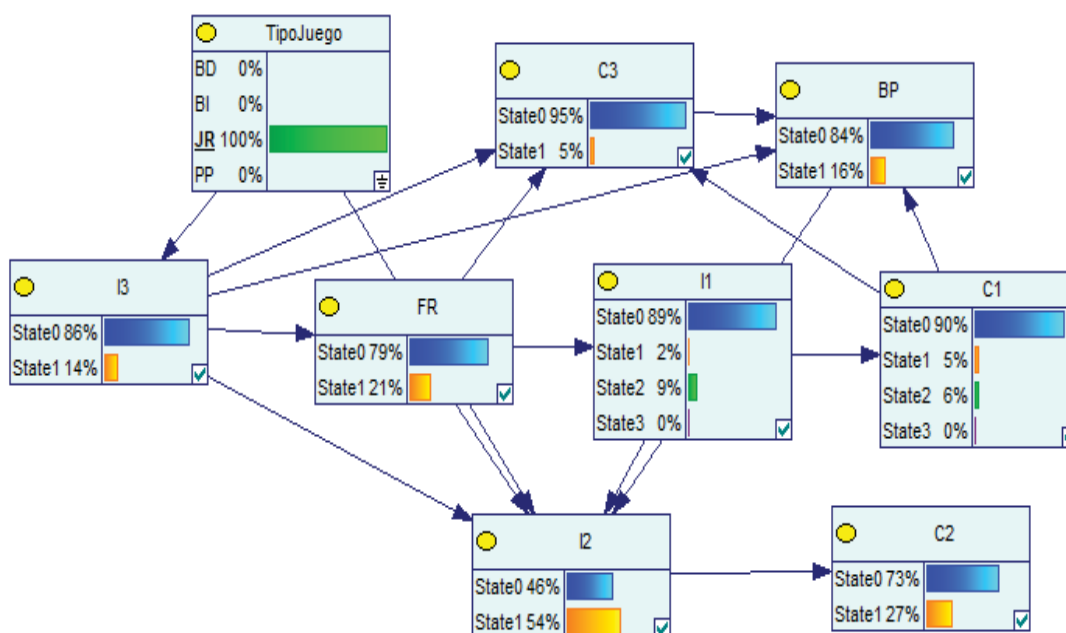 TipoJuego
BD 0%
BI 0%
JR 100%
PP 0%
C3
State0 95%
State1 5%
BP
State0 84%
State1 16%
I3
State0 86%
State1 14%
FR
State0 79%
State1 21%
I1
State0 89%
State1 2%
State2 9%
State3 0%
C1
State0 90%
State1 5%
State2 6%
State3 0%
I2
State0 46%
State1 54%
C2
State0 73%
State1 27%